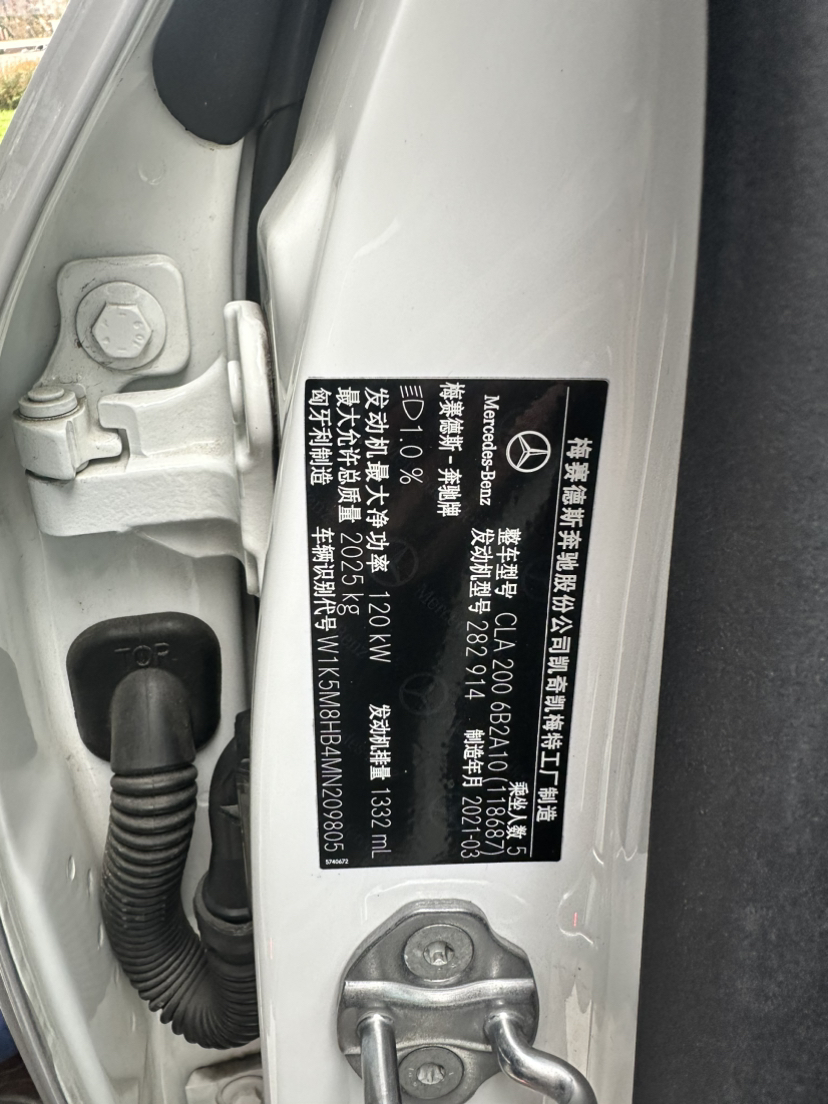 梅赛德斯奔驰股份公司凯奇凯梅特工厂制造
乘坐人数 5
整车型号 CLA 200 6B2A10 (118687)
Mercedes-Benz
发动机型号 282 914 制造年月 2021-03
梅赛德斯 - 奔驰牌
1.0 %
发动机最大净功率 120 kW 发动机排量 1332 mL
最大允许总质量 2025 kg
匈牙利制造 车辆识别代号 W1K5M8HB4MN209805
5740672
TOP